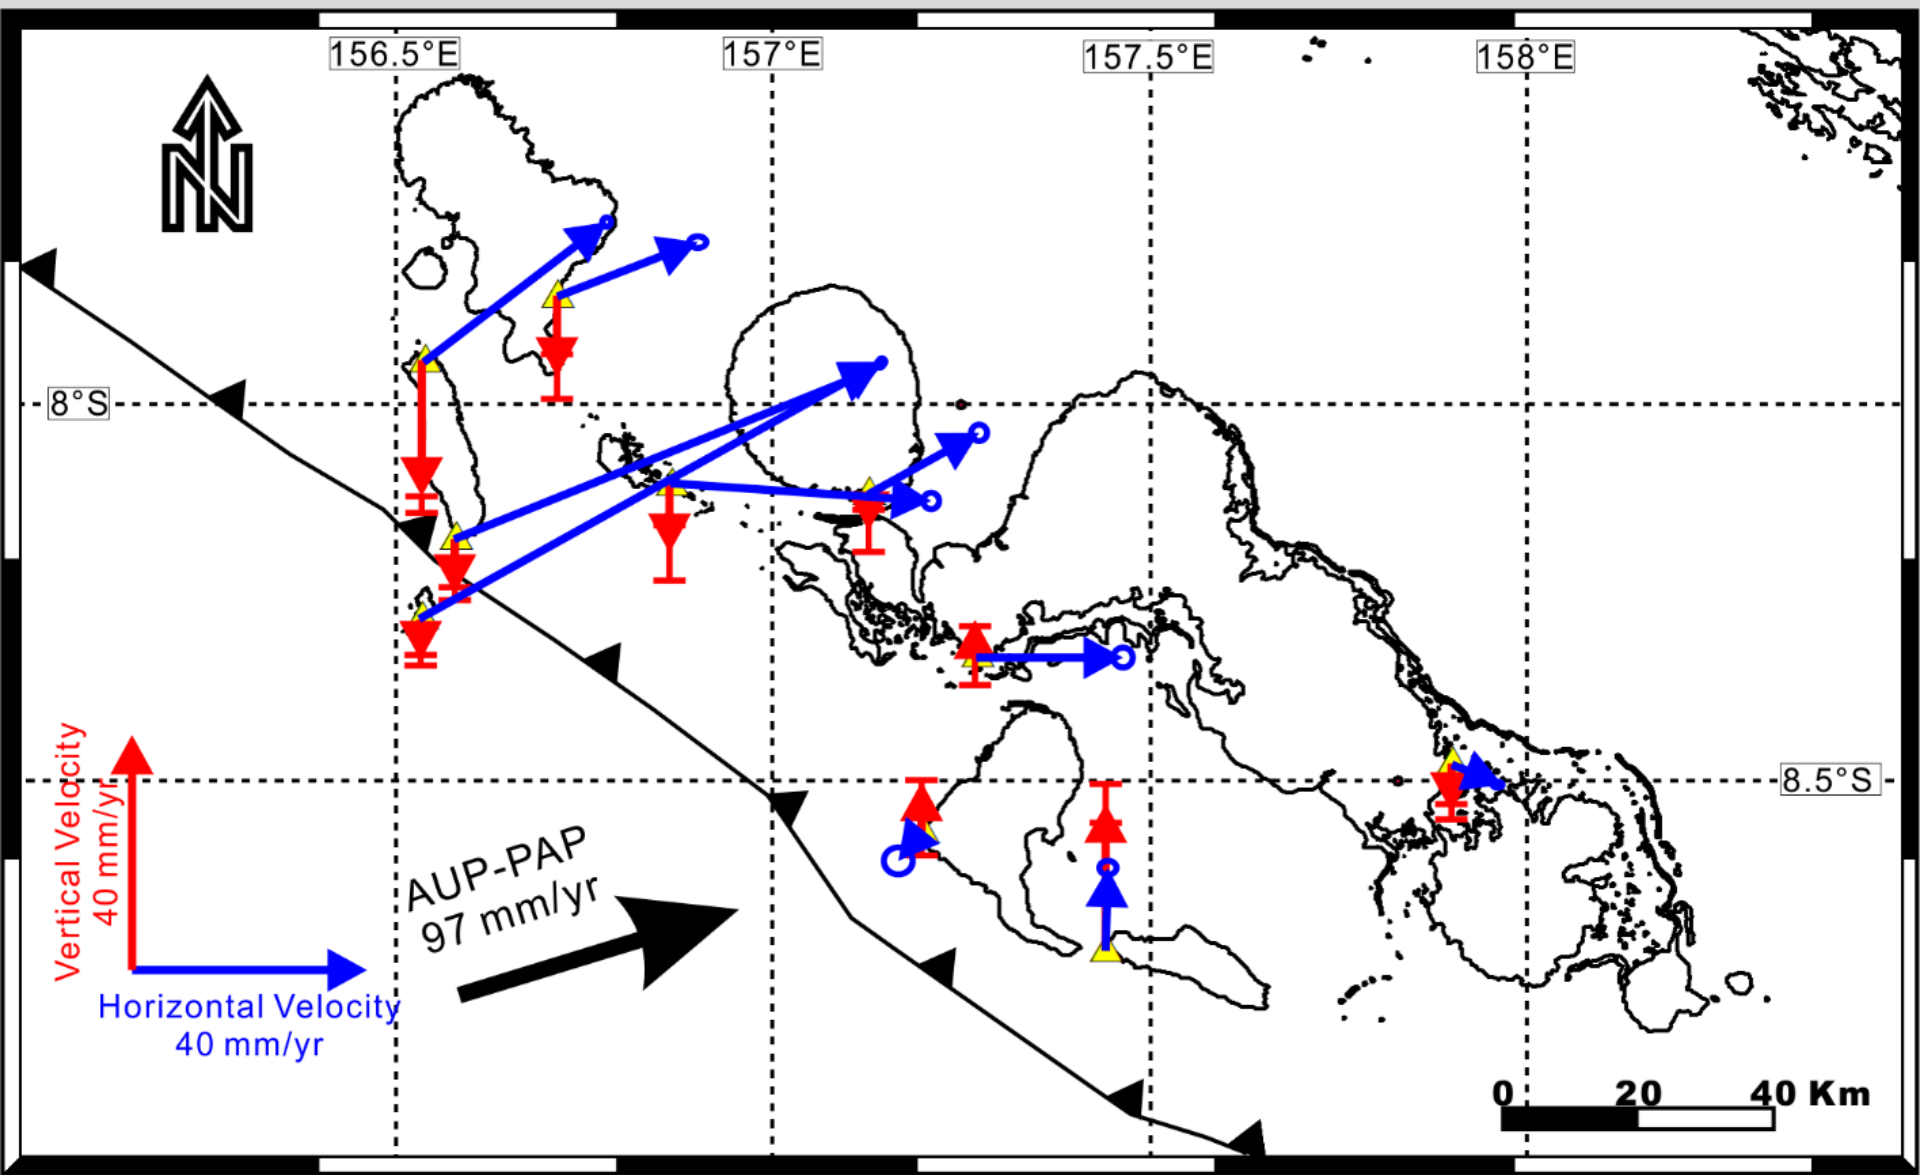 156.5°E
157°E
157.5°E
158°E
N
8°S
8.5°S
Vertical Velocity
40 mm/yr
AUP-PAP
97 mm/yr
Horizontal Velocity
40 mm/yr
0 20 40 Km